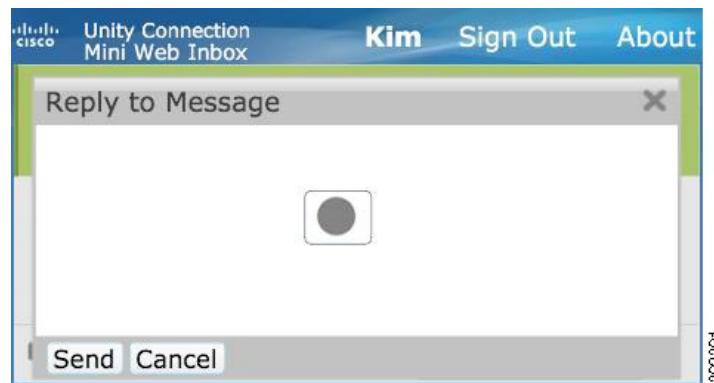 cisco
Unity Connection
Mini Web Inbox
Kim Sign Out About
Reply to Message
Send Cancel